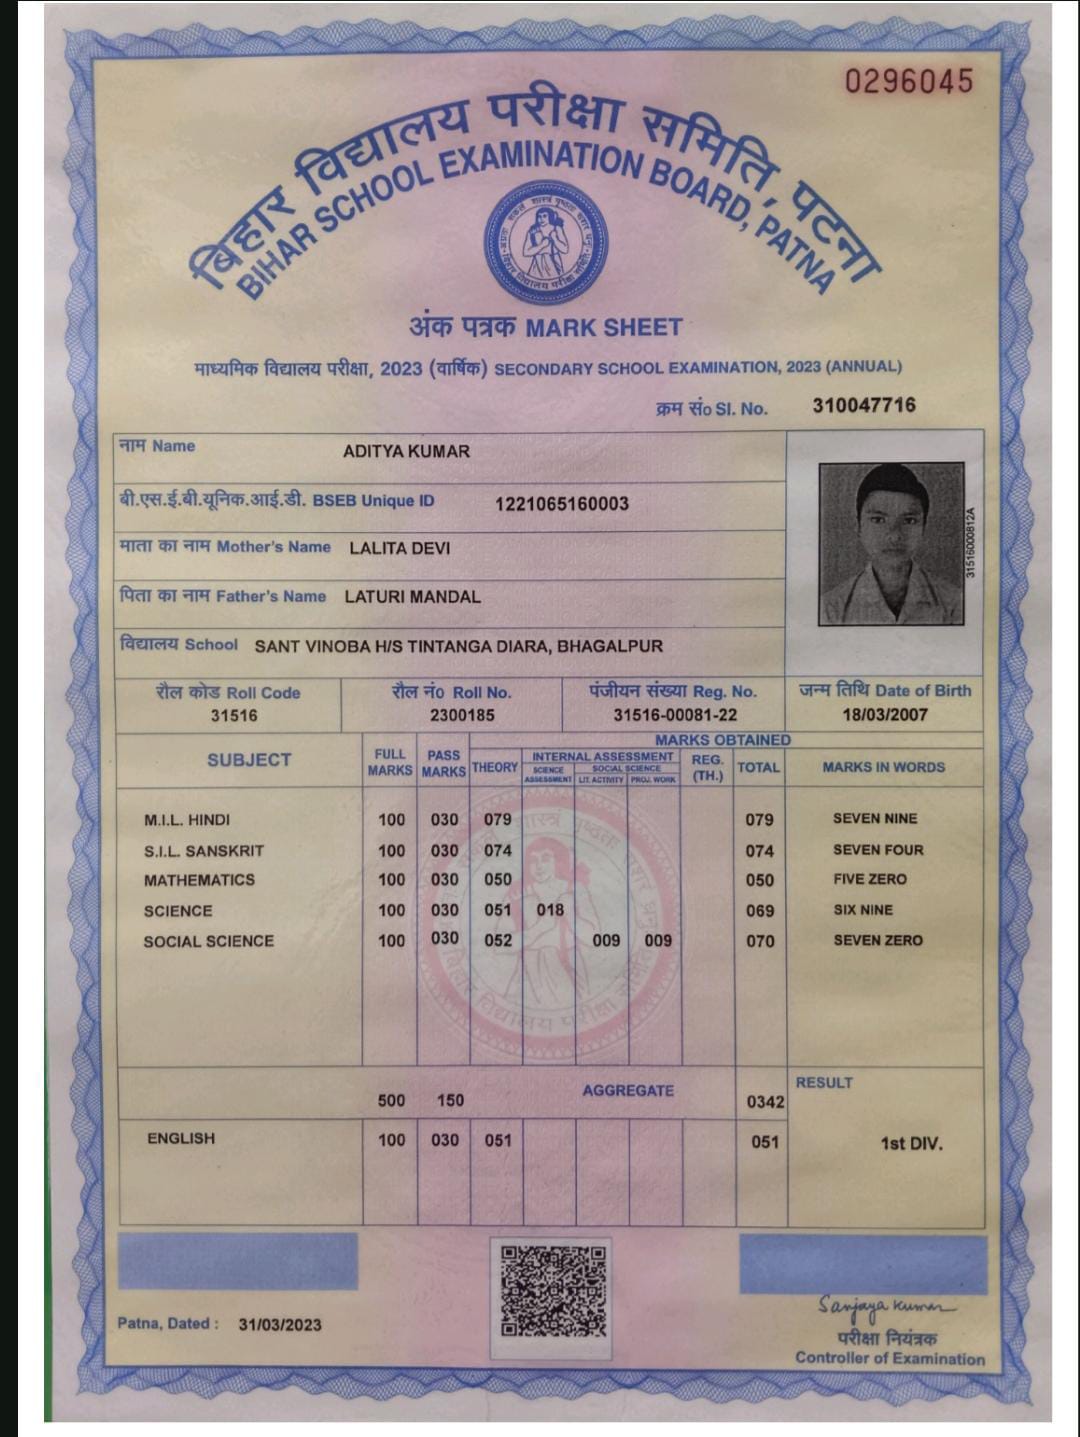 0296045
बिहार विद्यालय परीक्षा समिति, पटना
BIHAR SCHOOL EXAMINATION BOARD, PATNA
अंक पत्रक MARK SHEET
माध्यमिक विद्यालय परीक्षा, 2023 (वार्षिक) SECONDARY SCHOOL EXAMINATION, 2023 (ANNUAL)
क्रम सं० Sl. No. 310047716
नाम Name ADITYA KUMAR
बी.एस.ई.बी.यूनिक.आई.डी. BSEB Unique ID 1221065160003
माता का नाम Mother's Name LALITA DEVI
पिता का नाम Father's Name LATURI MANDAL
31516000812A
विद्यालय School SANT VINOBA H/S TINTANGA DIARA, BHAGALPUR
रौल कोड Roll Code रौल नं० Roll No. पंजीयन संख्या Reg. No. जन्म तिथि Date of Birth
31516 2300185 31516-00081-22 18/03/2007
MARKS OBTAINED
SUBJECT FULL MARKS PASS MARKS THEORY INTERNAL ASSESSMENT REG. (TH.) TOTAL MARKS IN WORDS
SCIENCE ASSESSMENT SOCIAL SCIENCE LIT. ACTIVITY PROJ. WORK
M.I.L. HINDI 100 030 079 079 SEVEN NINE
S.I.L. SANSKRIT 100 030 074 074 SEVEN FOUR
MATHEMATICS 100 030 050 050 FIVE ZERO
SCIENCE 100 030 051 018 069 SIX NINE
SOCIAL SCIENCE 100 030 052 009 009 070 SEVEN ZERO
500 150 AGGREGATE 0342 RESULT
ENGLISH 100 030 051 051 1st DIV.
Patna, Dated : 31/03/2023
Sanjaya Kumar
परीक्षा नियंत्रक
Controller of Examination